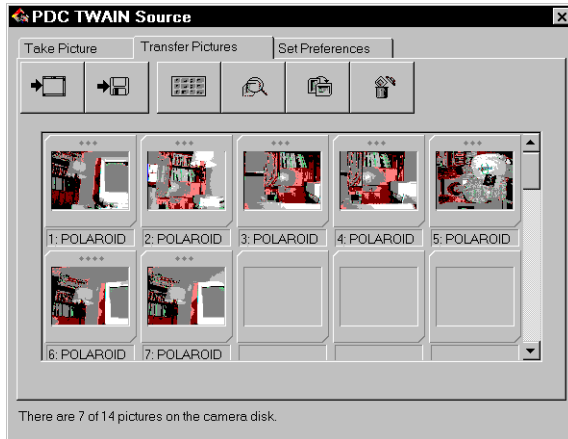 PDC TWAIN Source
Take Picture Transfer Pictures Set Preferences
1: POLAROID 2: POLAROID 3: POLAROID 4: POLAROID 5: POLAROID
6: POLAROID 7: POLAROID
There are 7 of 14 pictures on the camera disk.